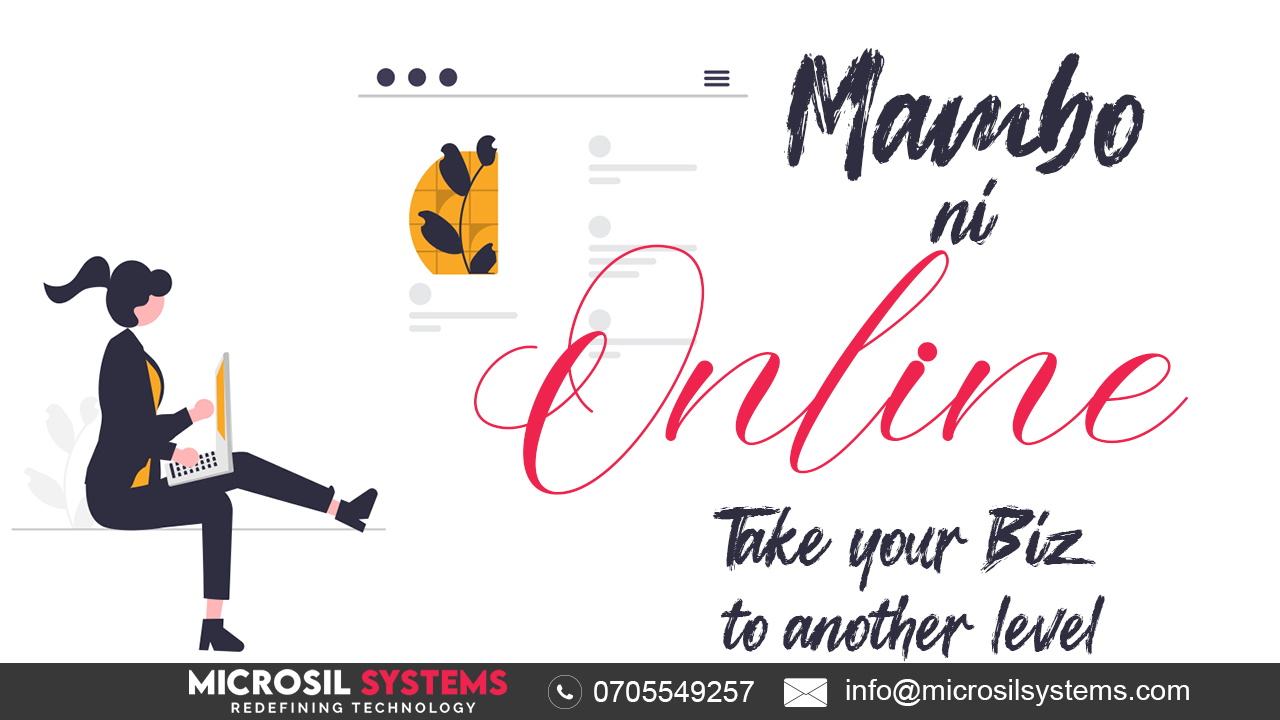 Mambo
ni
Online
Take your Biz
to another level
MICROSIL SYSTEMS
REDEFINING TECHNOLOGY
0705549257
info@microsilsystems.com